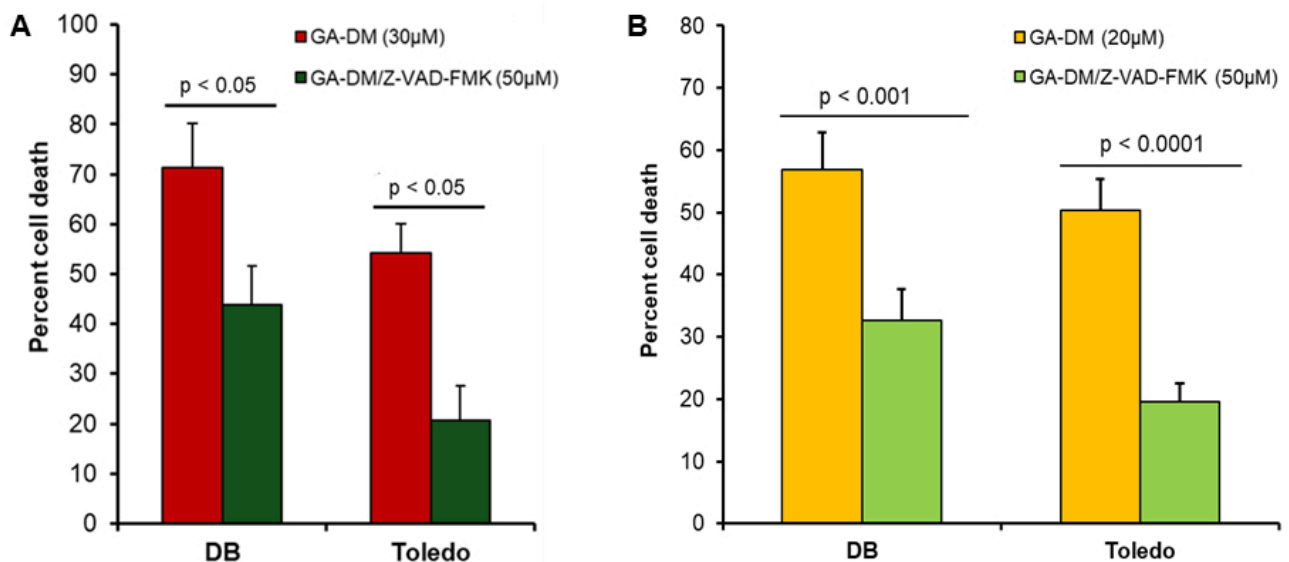 A
Percent cell death
100
90
80
70
60
50
40
30
20
10
0
GA-DM (30µM)
GA-DM/Z-VAD-FMK (50µM)
p < 0.05
p < 0.05
DB
Toledo
B
Percent cell death
80
70
60
50
40
30
20
10
0
GA-DM (20µM)
GA-DM/Z-VAD-FMK (50µM)
p < 0.001
p < 0.0001
DB
Toledo